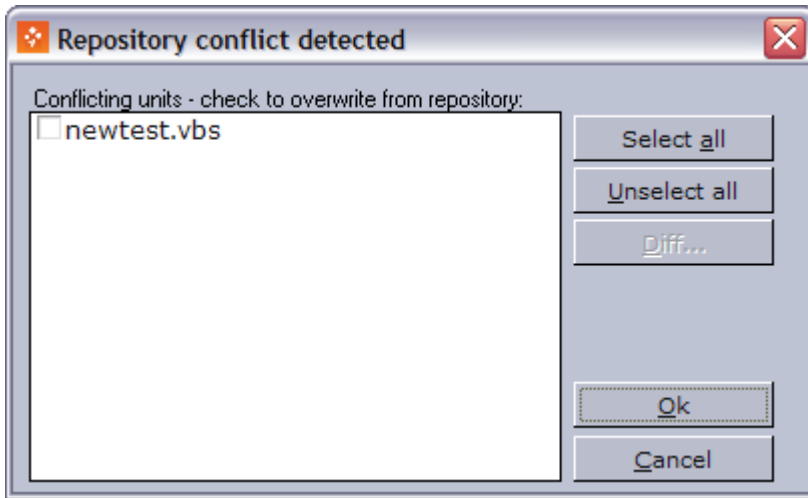 Repository conflict detected
Conflicting units - check to overwrite from repository:
newtest.vbs
Select all
Unselect all
Diff...
Ok
Cancel